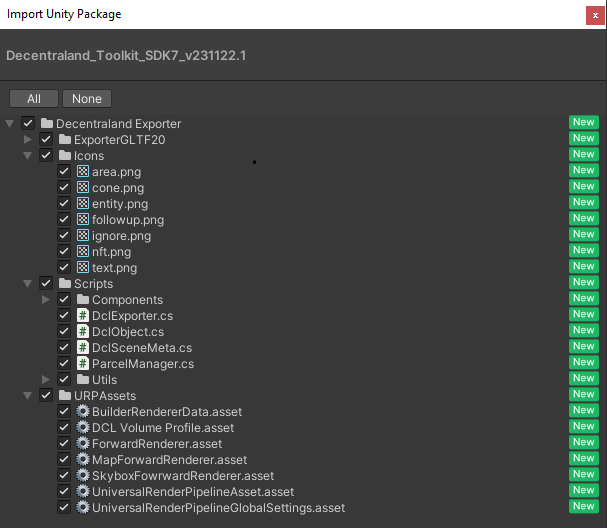 Import Unity Package
x
Decentraland_Toolkit_SDK7_v231122.1
All None
Decentraland Exporter New
ExporterGLTF20 New
Icons New
area.png New
cone.png New
entity.png New
followup.png New
ignore.png New
nft.png New
text.png New
Scripts New
Components New
# DclExporter.cs New
# DclObject.cs New
# DclSceneMeta.cs New
# ParcelManager.cs New
Utils New
URPAssets New
BuilderRendererData.asset New
DCL Volume Profile.asset New
ForwardRenderer.asset New
MapForwardRenderer.asset New
SkyboxFowrwardRenderer.asset New
UniversalRenderPipelineAsset.asset New
UniversalRenderPipelineGlobalSettings.asset New